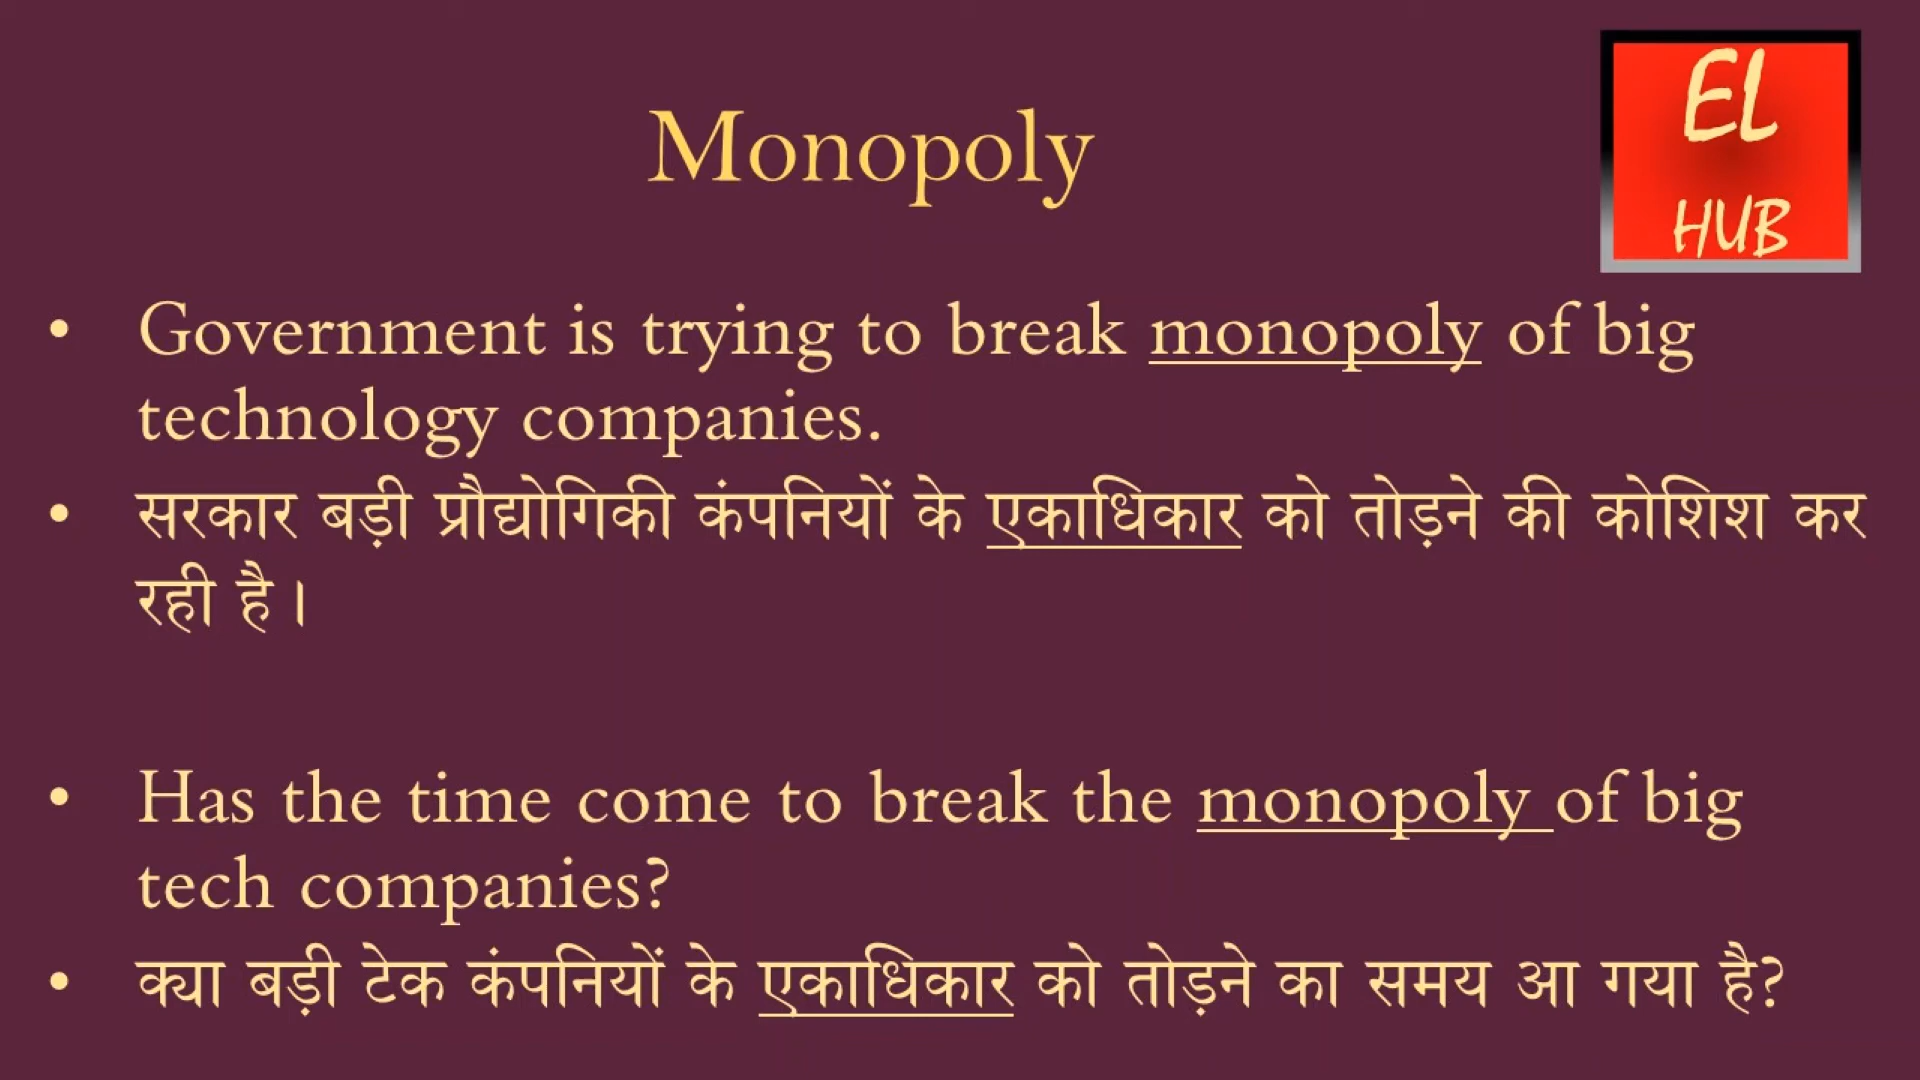 Monopoly
EL
HUB
• Government is trying to break monopoly of big
technology companies.
• सरकार बड़ी प्रौद्योगिकी कंपनियों के एकाधिकार को तोड़ने की कोशिश कर
रही है।
• Has the time come to break the monopoly of big
tech companies?
• क्या बड़ी टेक कंपनियों के एकाधिकार को तोड़ने का समय आ गया है?